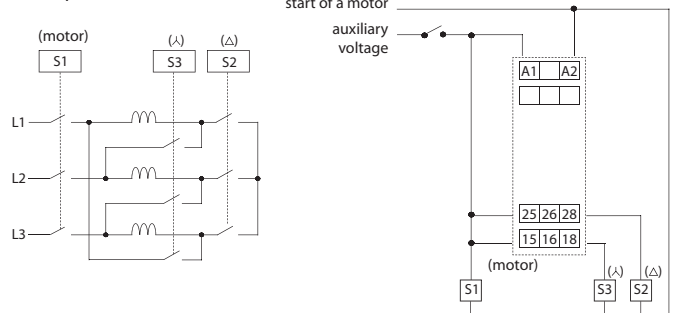 (motor)
S1
(⅄)
S3
(△)
S2
L1
L2
L3
start of a motor
auxiliary
voltage
A1 A2
25 26 28
15 16 18
(motor)
S1
(⅄)
S3
(△)
S2